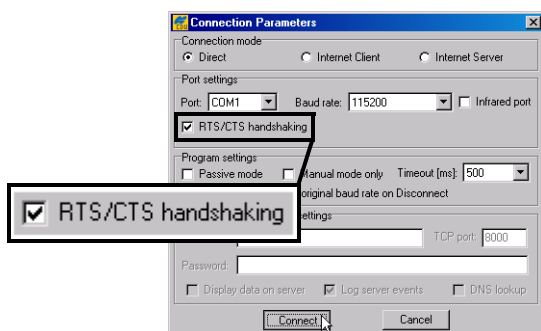 Connection Parameters
Connection mode
Direct Internet Client Internet Server
Port settings
Port: COM1 Baud rate: 115200 Infrared port
RTS/CTS handshaking
Program settings
Passive mode Manual mode only Timeout [ms]: 500
RTS/CTS handshaking
original baud rate on Disconnect
settings
TCP port: 8000
Password:
Display data on server Log server events DNS lookup
Connect Cancel